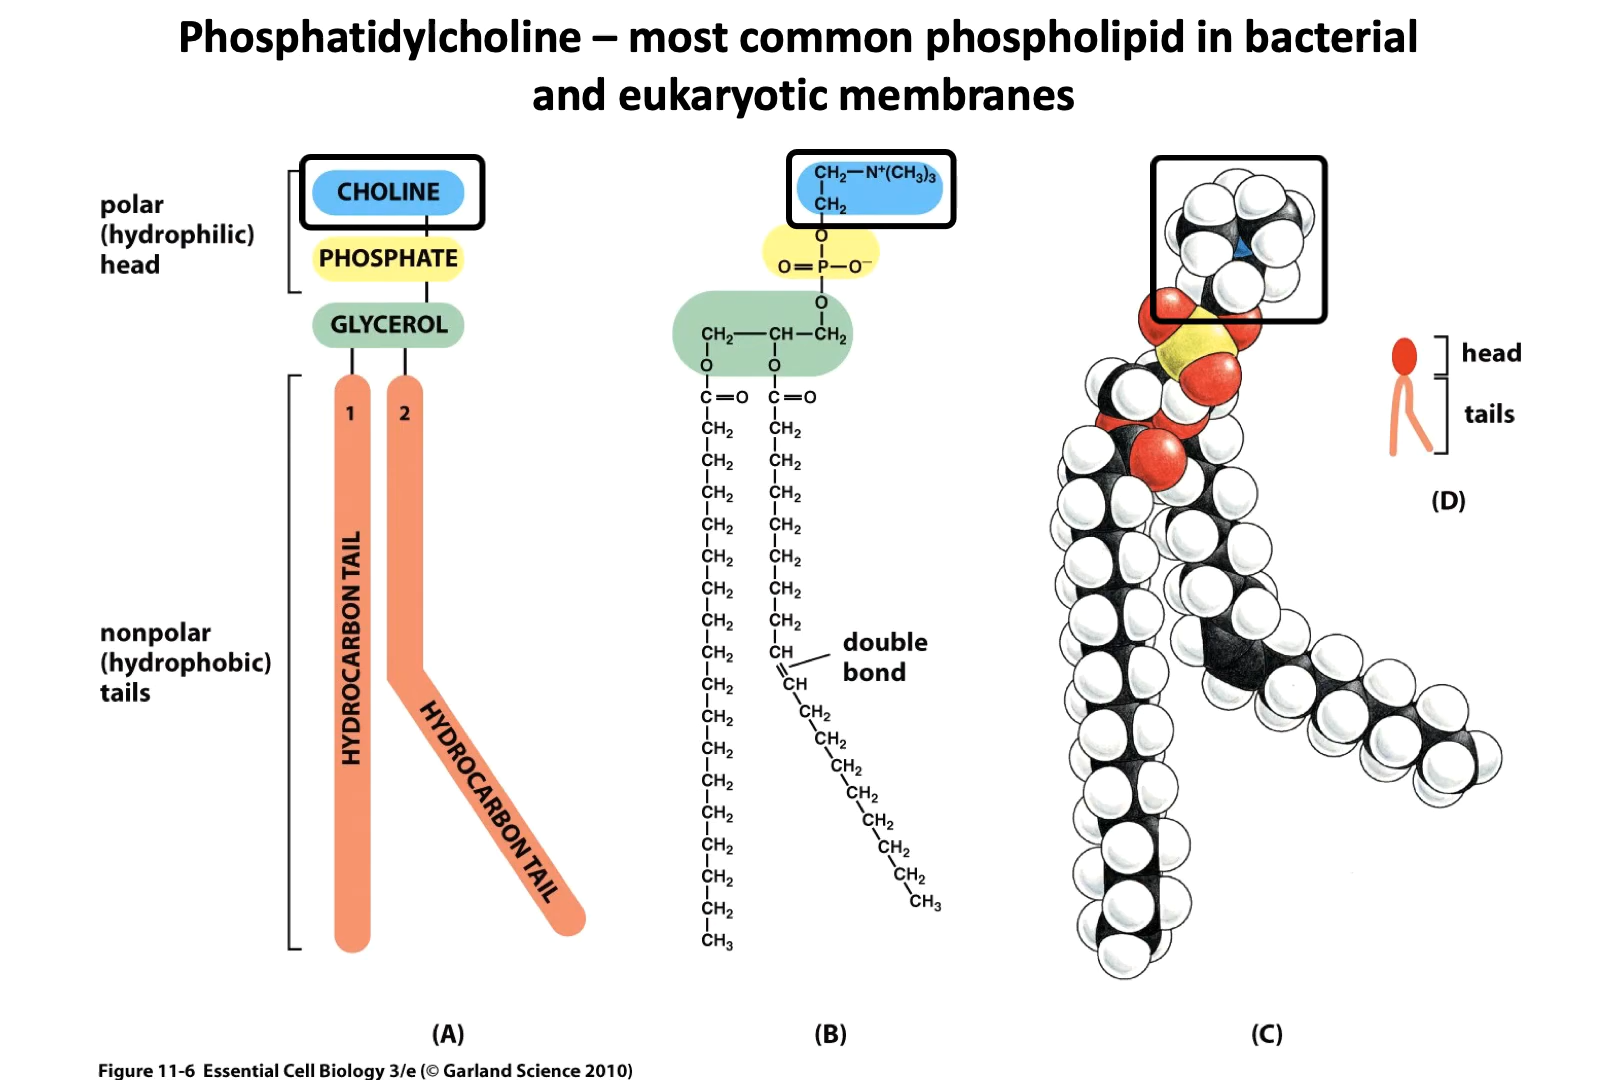 Phosphatidylcholine – most common phospholipid in bacterial
and eukaryotic membranes
polar
(hydrophilic)
head
CHOLINE
PHOSPHATE
GLYCEROL
nonpolar
(hydrophobic)
tails
1
2
HYDROCARBON TAIL
HYDROCARBON TAIL
(A)
CH₂—N⁺(CH₃)₃
CH₂
O
O=P—O⁻
O
CH₂—CH—CH₂
O O
C=O C=O
CH₂ CH₂
CH₂ CH₂
CH₂ CH₂
CH₂ CH₂
CH₂ CH₂
CH₂ CH₂
CH₂ CH₂
CH₂ CH
CH₂ CH
CH₂ CH₂
CH₂ CH₂
CH₂ CH₂
CH₂ CH₂
CH₂ CH₂
CH₂ CH₂
CH₂ CH₂
CH₃ CH₃
double
bond
(B)
(C)
head
tails
(D)
Figure 11-6 Essential Cell Biology 3/e (© Garland Science 2010)